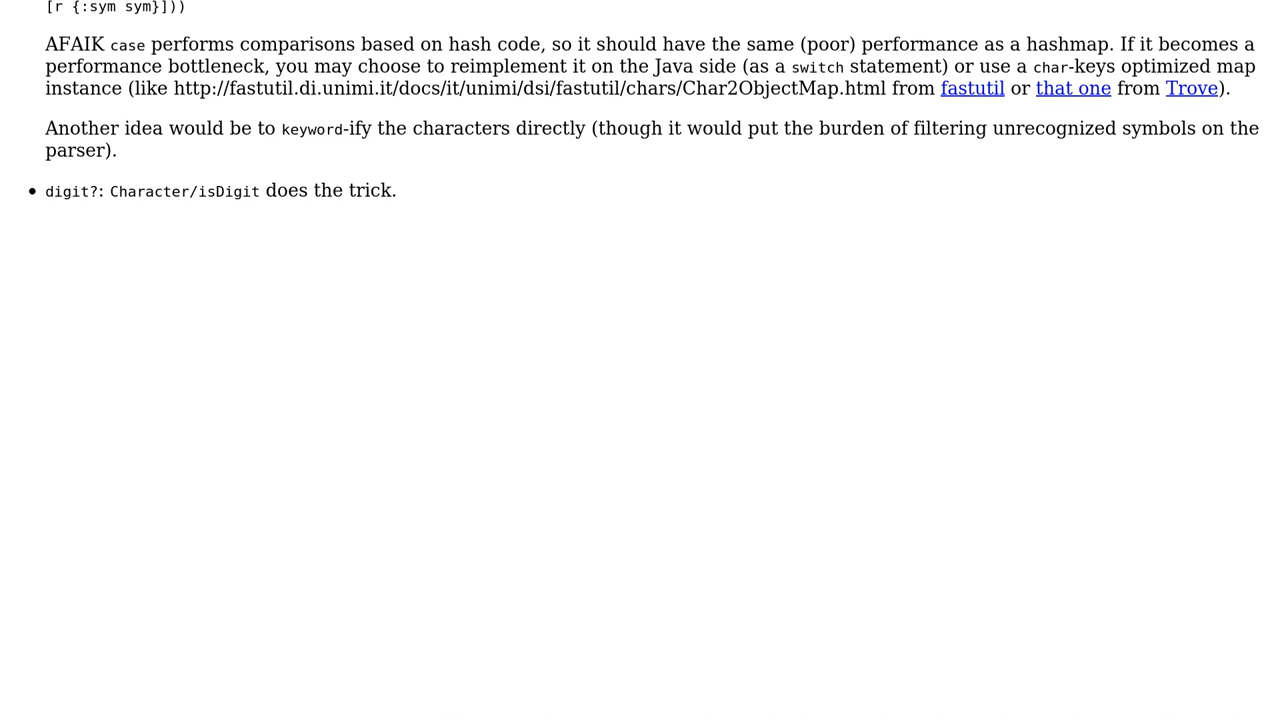 [r {:sym sym}]))
AFAIK case performs comparisons based on hash code, so it should have the same (poor) performance as a hashmap. If it becomes a
performance bottleneck, you may choose to reimplement it on the Java side (as a switch statement) or use a char-keys optimized map
instance (like http://fastutil.di.unimi.it/docs/it/unimi/dsi/fastutil/chars/Char2ObjectMap.html from fastutil or that one from Trove).
Another idea would be to keyword-ify the characters directly (though it would put the burden of filtering unrecognized symbols on the
parser).
• digit?: Character/isDigit does the trick.